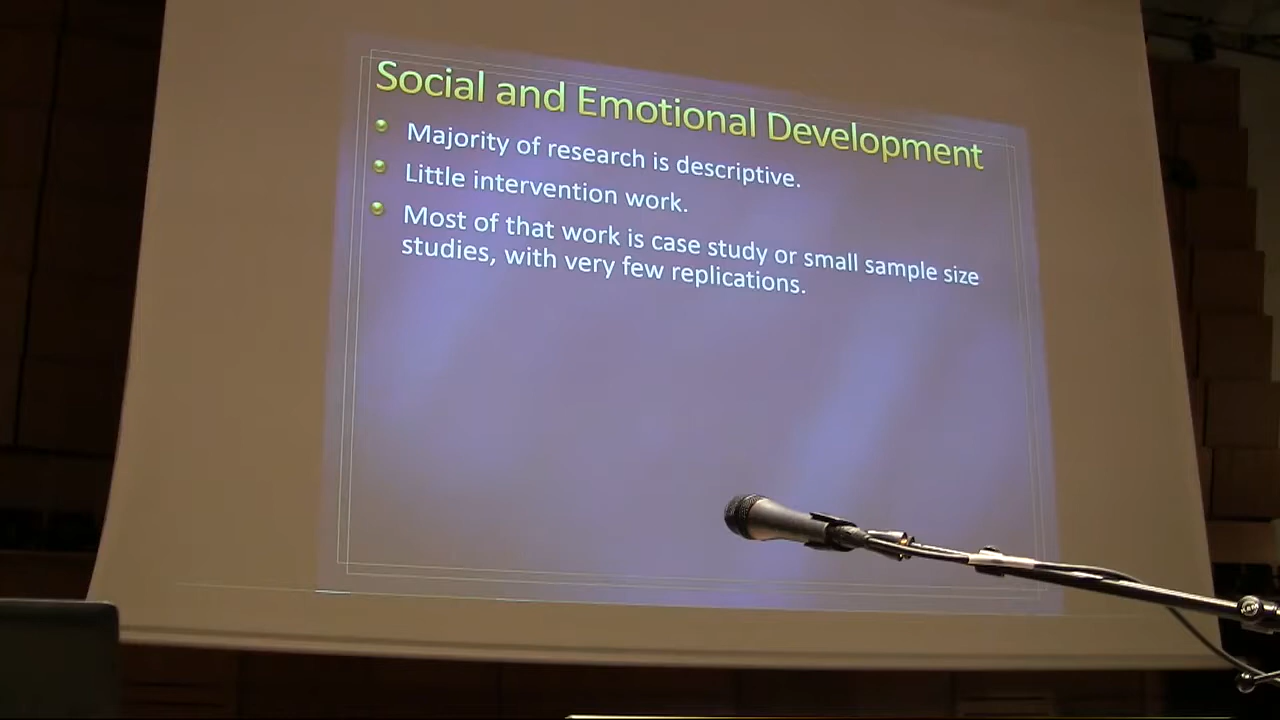 Social and Emotional Development
Majority of research is descriptive.
Little intervention work.
Most of that work is case study or small sample size
studies, with very few replications.